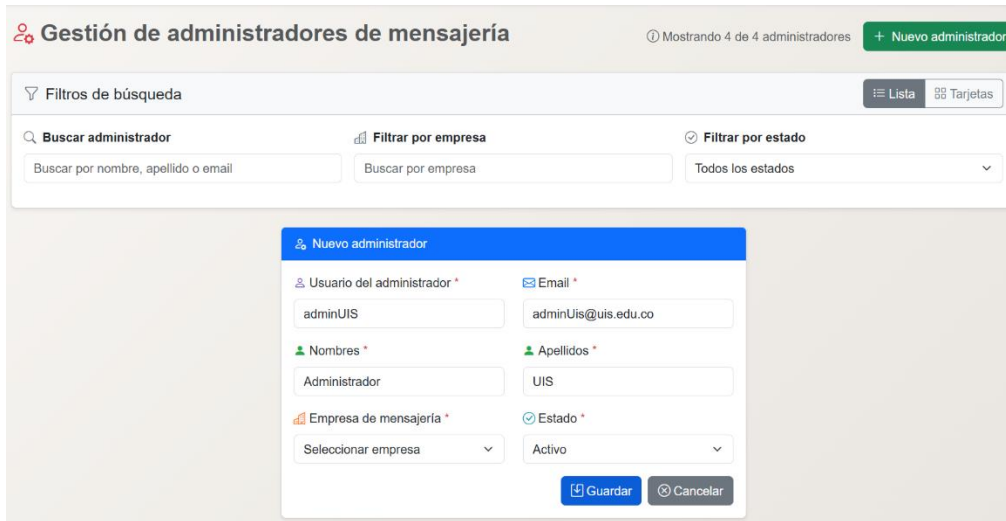 Gestión de administradores de mensajería
Mostrando 4 de 4 administradores
+ Nuevo administrador
Filtros de búsqueda
Lista
Tarjetas
Buscar administrador
Filtrar por empresa
Filtrar por estado
Buscar por nombre, apellido o email
Buscar por empresa
Todos los estados
Nuevo administrador
Usuario del administrador *
Email *
adminUIS
adminUis@uis.edu.co
Nombres *
Apellidos *
Administrador
UIS
Empresa de mensajería *
Estado *
Seleccionar empresa
Activo
Guardar
Cancelar